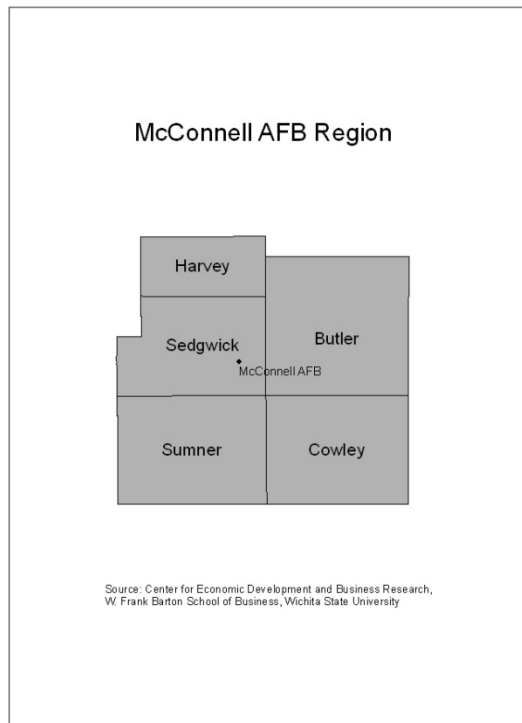 McConnell AFB Region
Harvey
Butler
Sedgwick
McConnell AFB
Sumner
Cowley
Source: Center for Economic Development and Business Research,
W. Frank Barton School of Business, Wichita State University